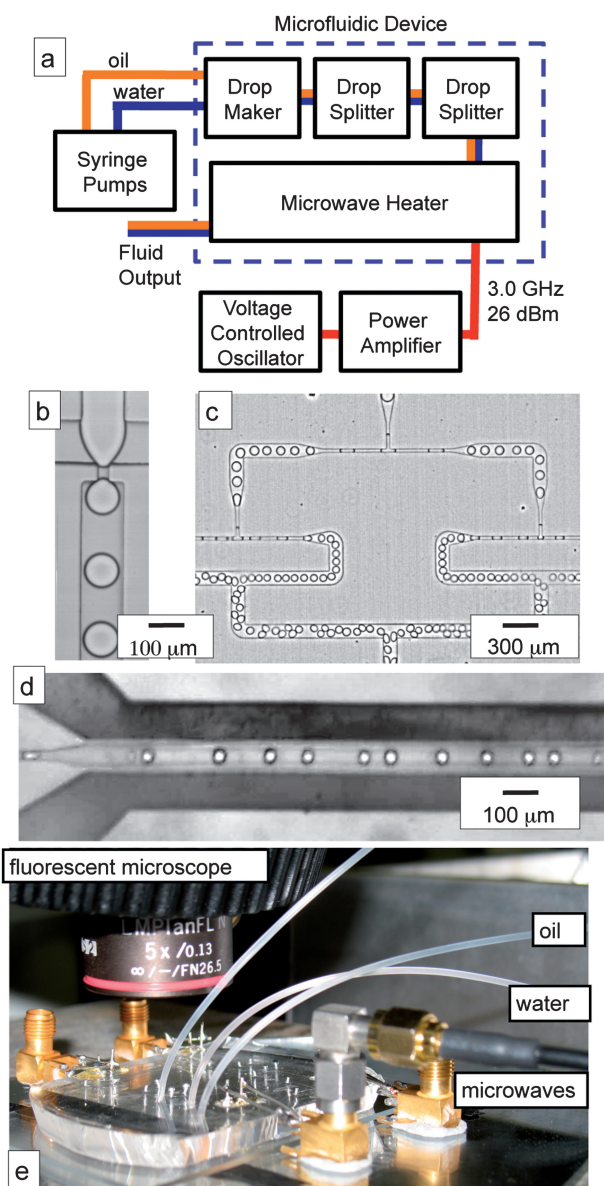 Microfluidic Device
a
oil
water
Drop
Maker
Drop
Splitter
Drop
Splitter
Syringe
Pumps
Microwave Heater
Fluid
Output
3.0 GHz
26 dBm
Voltage
Controlled
Oscillator
Power
Amplifier
b
100 μm
c
300 μm
d
100 μm
fluorescent microscope
LMPlanFL N
5x/0.13
∞/–/FN26.5
oil
water
microwaves
e